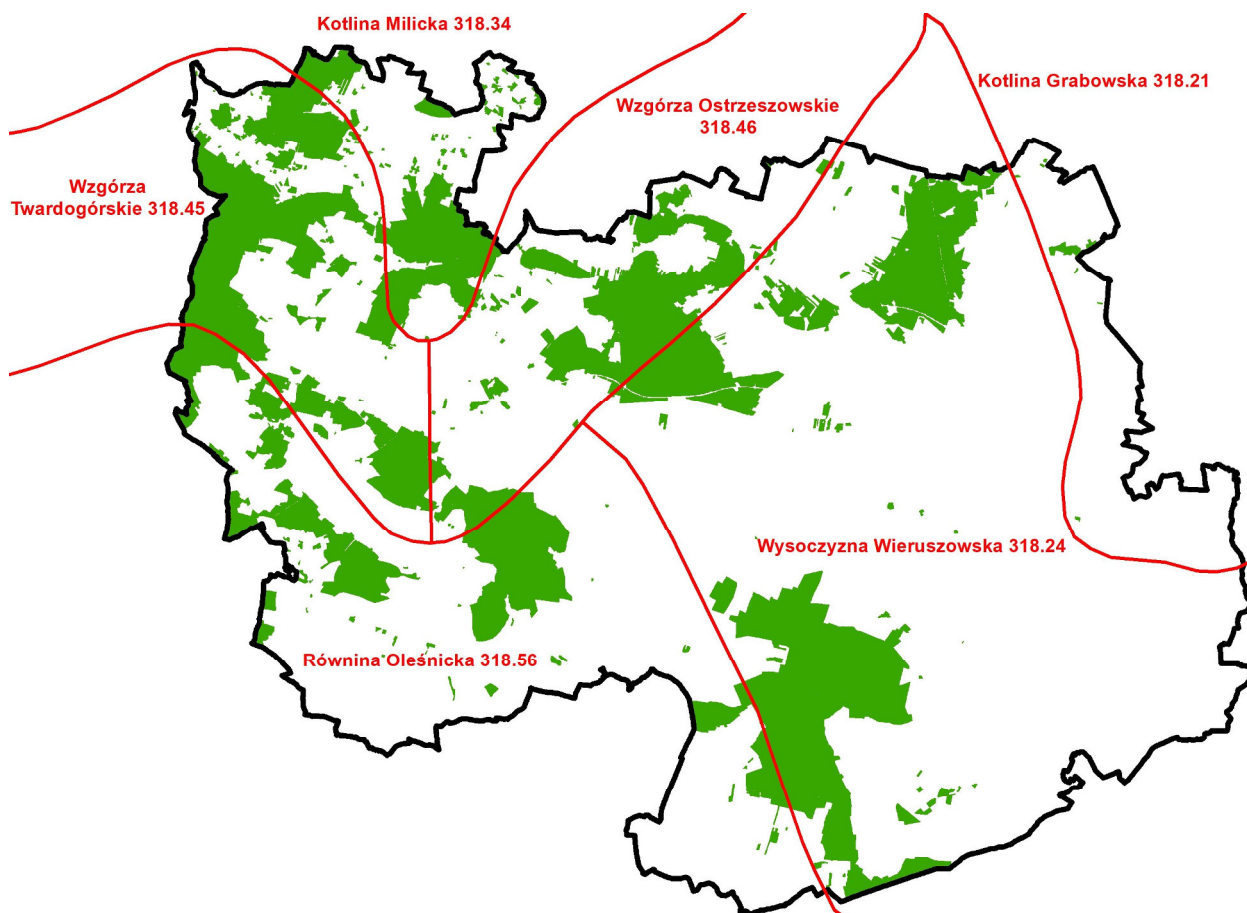 Kotlina Milicka 318.34
Kotlina Grabowska 318.21
Wzgórza Ostrzeszowskie
318.46
Wzgórza
Twardogórskie 318.45
Wysoczyzna Wieruszowska 318.24
Równina Oleśnicka 318.56